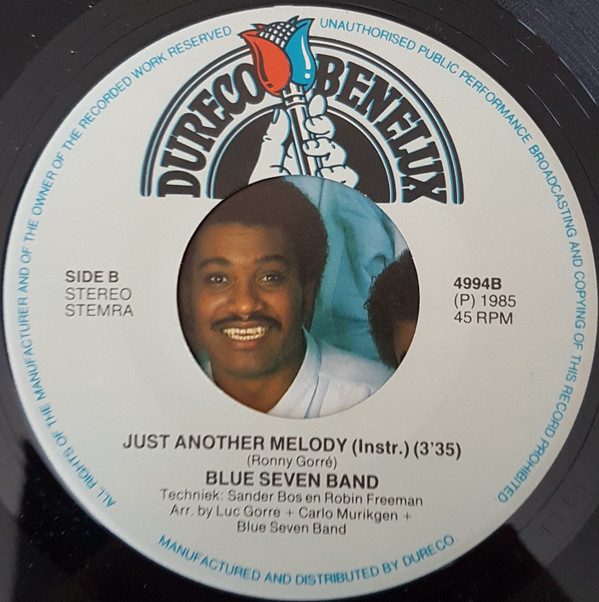 ALL RIGHTS OF THE MANUFACTURER AND OF THE OWNER OF THE RECORDED WORK RESERVED
UNAUTHORISED PUBLIC PERFORMANCE BROADCASTING AND COPYING OF THIS RECORD PROHIBITED
DURECO BENELUX
SIDE B
STEREO
STEMRA
4994B
(P) 1985
45 RPM
JUST ANOTHER MELODY (Instr.) (3'35)
(Ronny Gorré)
BLUE SEVEN BAND
Techniek: Sander Bos en Robin Freeman
Arr. by Luc Gorre + Carlo Murikgen +
Blue Seven Band
MANUFACTURED AND DISTRIBUTED BY DURECO